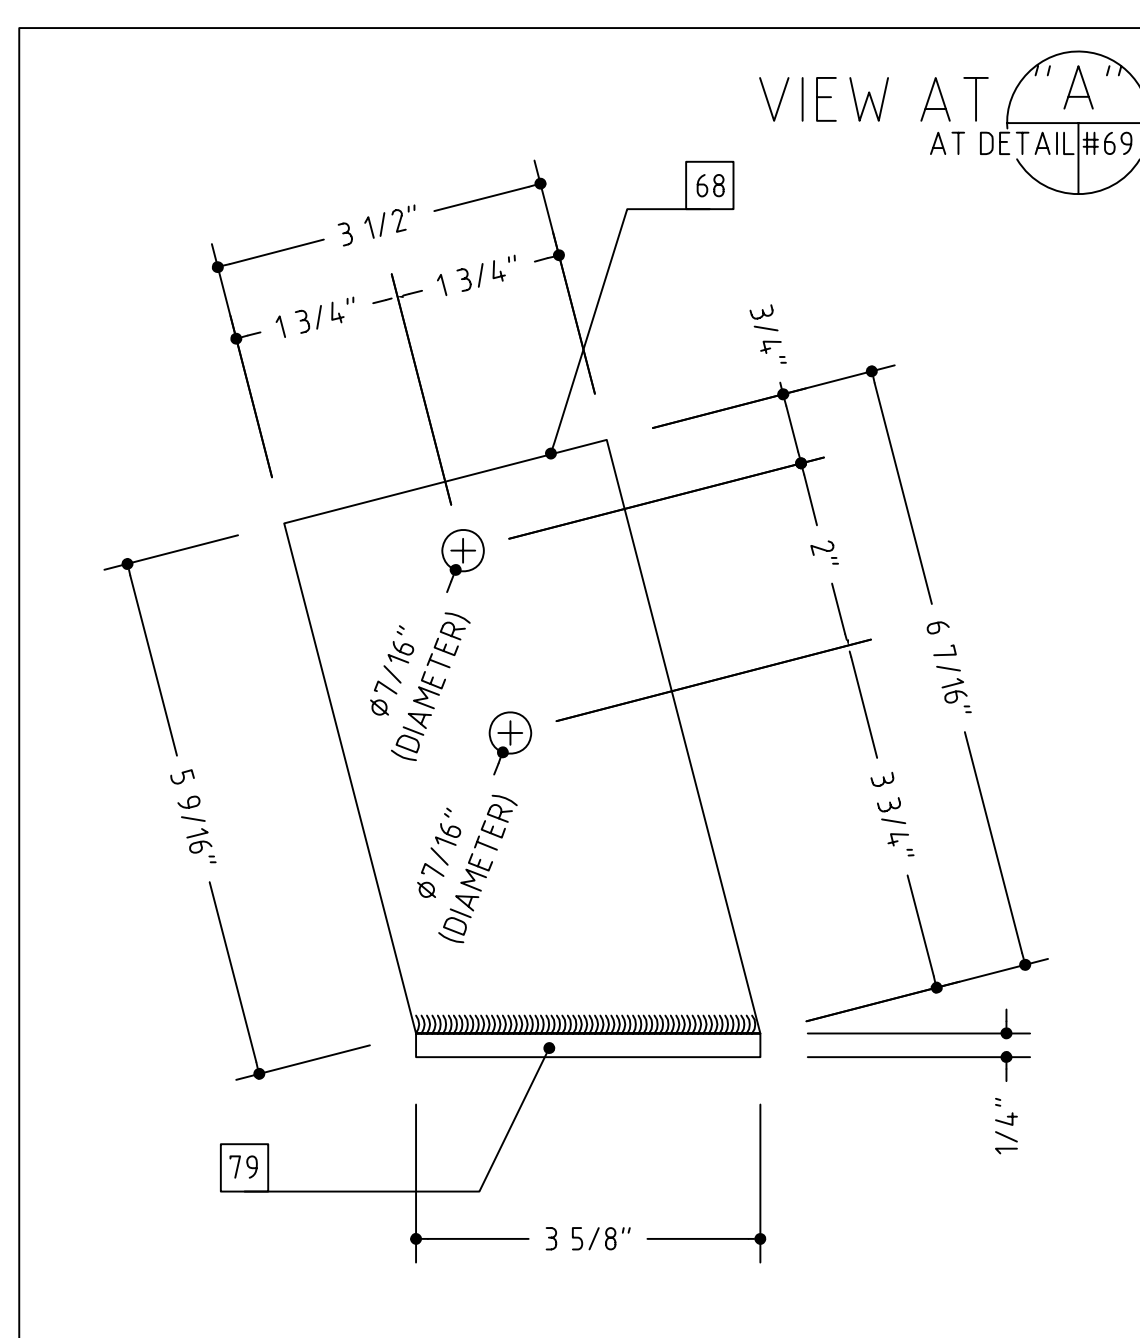 VIEW AT "A"
AT DETAIL #69
68
3 1/2"
1 3/4"
1 3/4"
3/4"
2"
6 7/16"
ø7/16"
(DIAMETER)
5 9/16"
3 3/4"
ø7/16"
(DIAMETER)
1/4"
79
3 5/8"